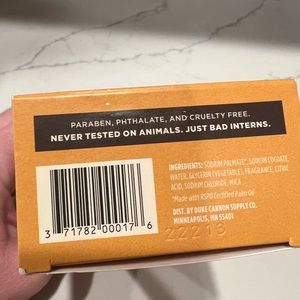 PARABEN, PHTHALATE, AND CRUELTY FREE.
NEVER TESTED ON ANIMALS. JUST BAD INTERNS.
INGREDIENTS: SODIUM PALMATE*, SODIUM COCOATE,
WATER, GLYCERIN (VEGETABLE), FRAGRANCE, CITRIC
ACID, SODIUM CHLORIDE, MICA
*Made with RSPO Certified Palm Oil
DIST. BY DUKE CANNON SUPPLY CO.
MINNEAPOLIS, MN 55401
22213
3 71782 00017 6